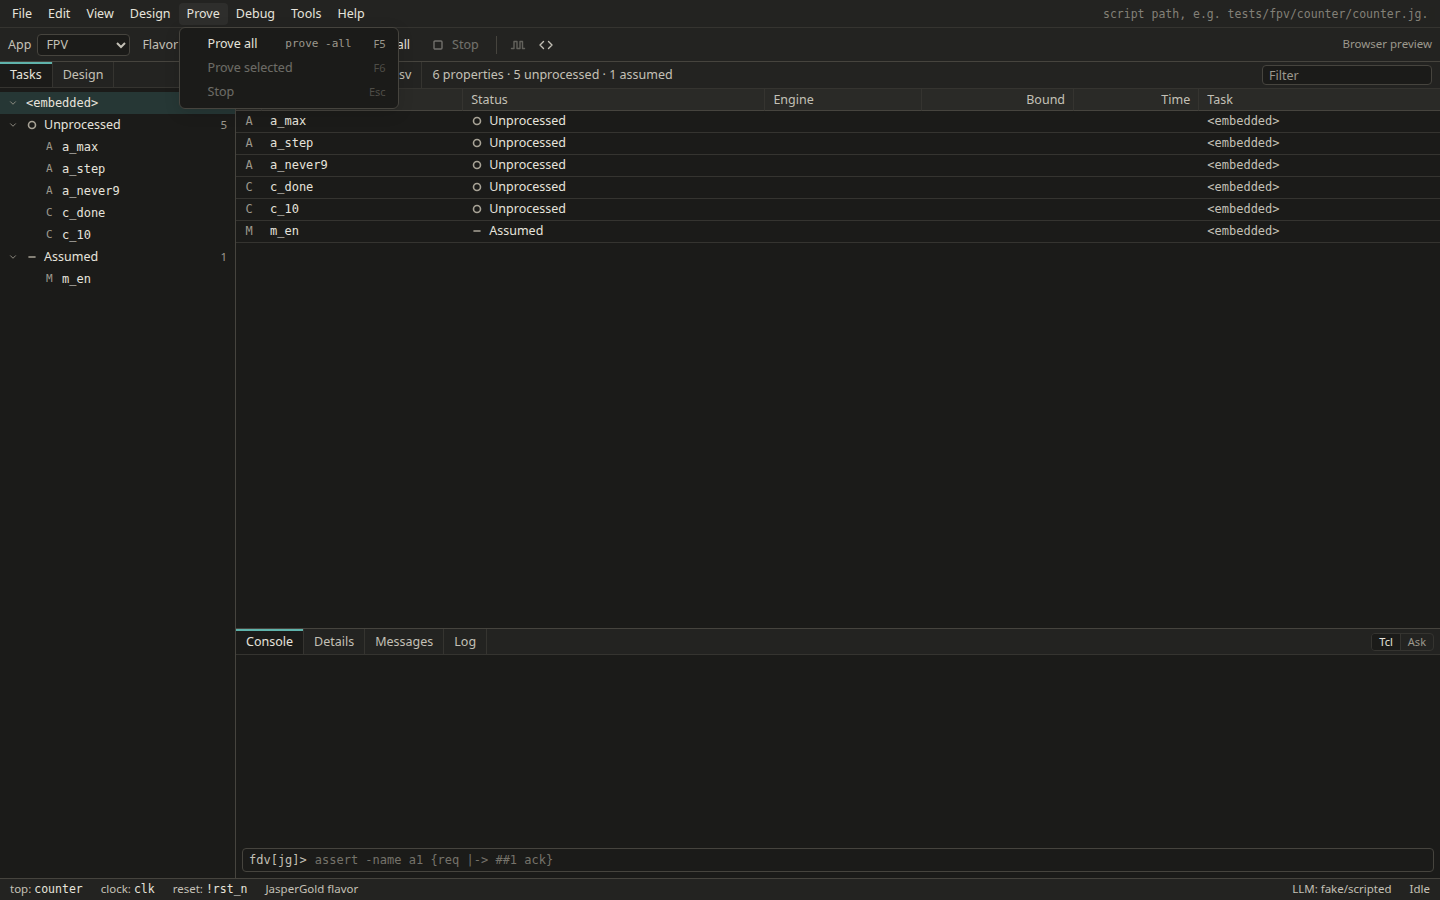 File Edit View Design Prove Debug Tools Help script path, e.g. tests/fpv/counter/counter.jg.
App FPV Flavor all Stop Browser preview
Prove all prove -all F5
Prove selected F6
Stop Esc
Tasks Design sv 6 properties · 5 unprocessed · 1 assumed Filter
<embedded> Status Engine Bound Time Task
Unprocessed 5
A a_max
A a_step
A a_never9
C c_done
C c_10
Assumed 1
M m_en
A a_max Unprocessed <embedded>
A a_step Unprocessed <embedded>
A a_never9 Unprocessed <embedded>
C c_done Unprocessed <embedded>
C c_10 Unprocessed <embedded>
M m_en Assumed <embedded>
Console Details Messages Log Tcl Ask
fdv[jg]> assert -name a1 {req |-> ##1 ack}
top: counter clock: clk reset: !rst_n JasperGold flavor LLM: fake/scripted Idle